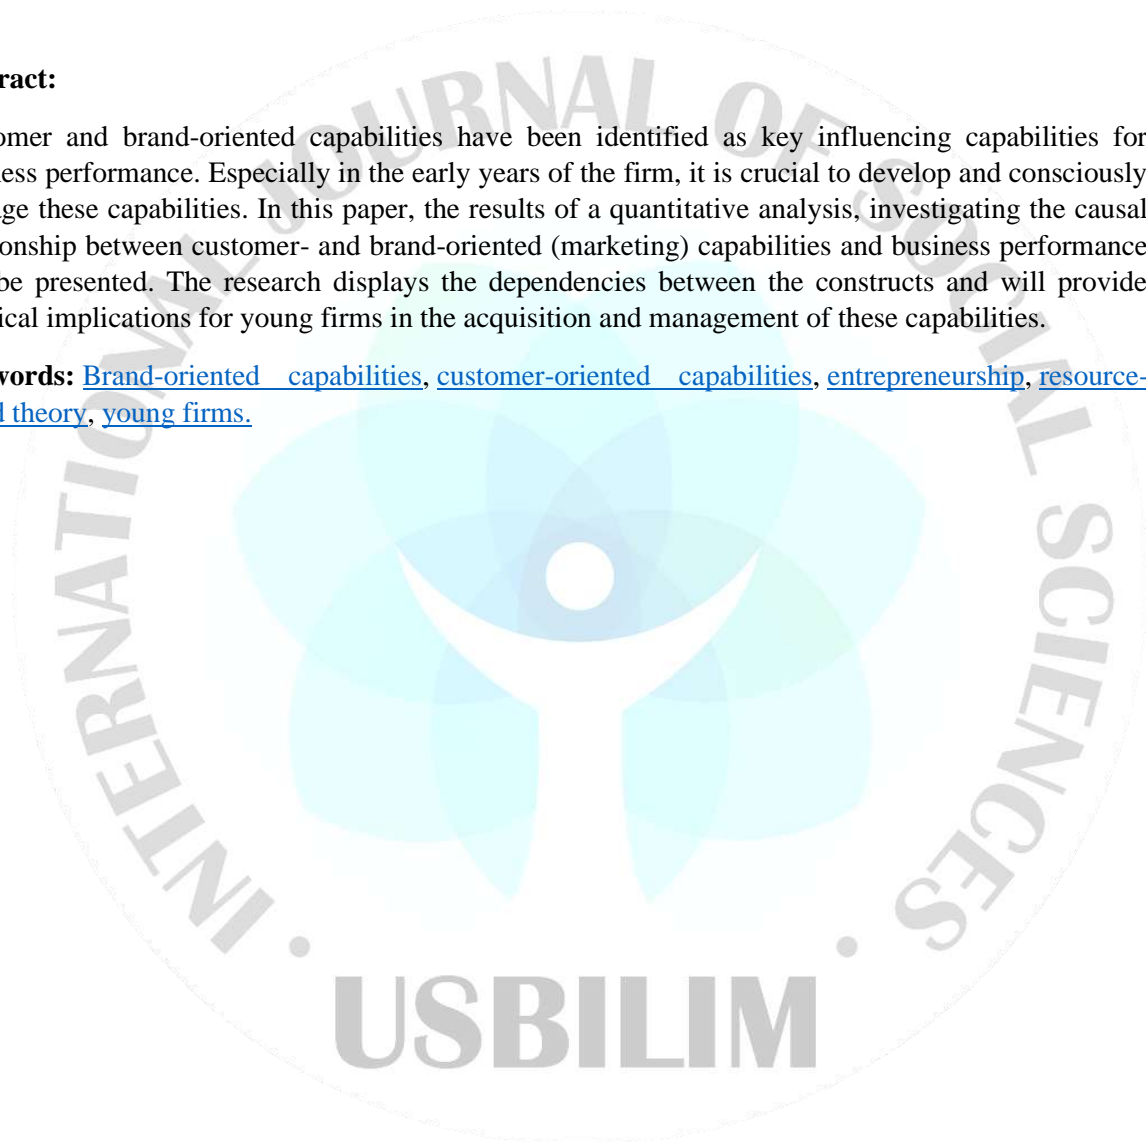 ract:
omer and brand-oriented capabilities have been identified as key influencing capabilities for
ness performance. Especially in the early years of the firm, it is crucial to develop and consciously
age these capabilities. In this paper, the results of a quantitative analysis, investigating the causal
onship between customer- and brand-oriented (marketing) capabilities and business performance
be presented. The research displays the dependencies between the constructs and will provide
ical implications for young firms in the acquisition and management of these capabilities.
words: Brand-oriented capabilities, customer-oriented capabilities, entrepreneurship, resource-
d theory, young firms.
INTERNATIONAL JOURNAL OF SOCIAL SCIENCES
• USBILIM •